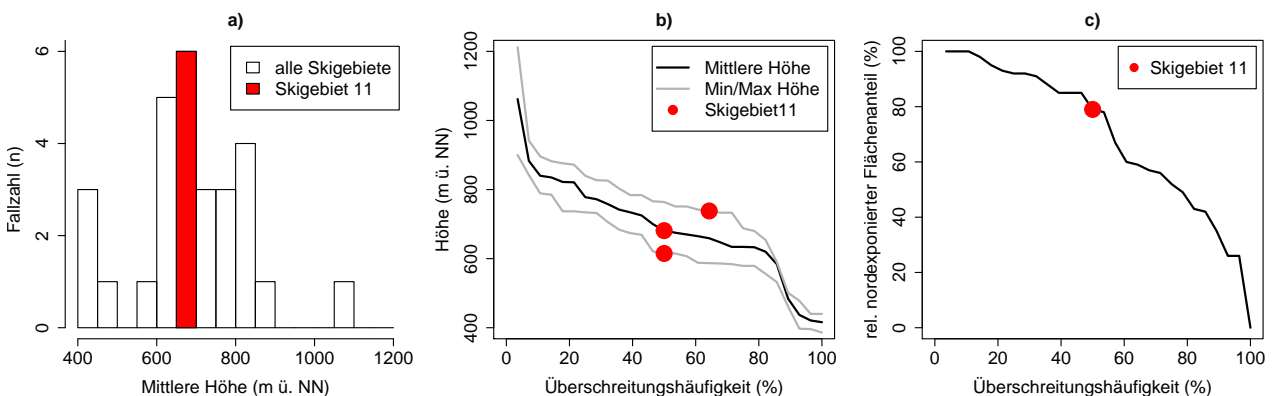 a)
Fallzahl (n)
6
4
2
0
alle Skigebiete
Skigebiet 11
400 600 800 1000 1200
Mittlere Höhe (m ü. NN)
b)
Höhe (m ü. NN)
1200
1000
800
600
400
Mittlere Höhe
Min/Max Höhe
Skigebiet11
0 20 40 60 80 100
Überschreitungshäufigkeit (%)
c)
rel. nordexponierter Flächenanteil (%)
100
80
60
40
20
0
Skigebiet 11
0 20 40 60 80 100
Überschreitungshäufigkeit (%)